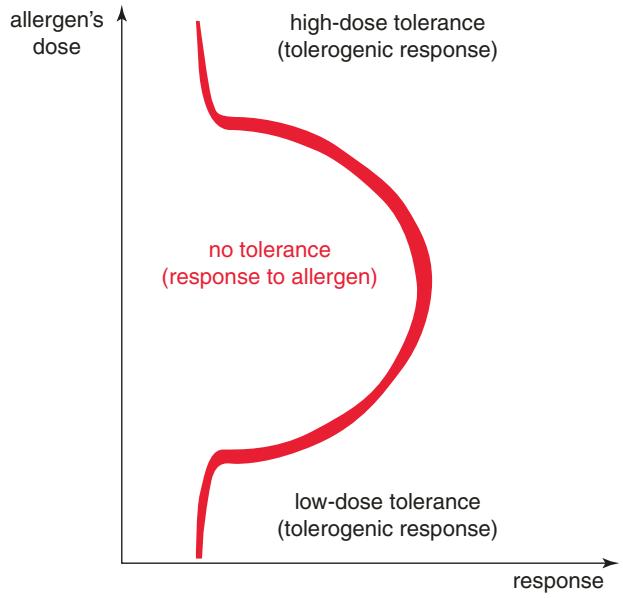 allergen's
dose
high-dose tolerance
(tolerogenic response)
no tolerance
(response to allergen)
low-dose tolerance
(tolerogenic response)
response